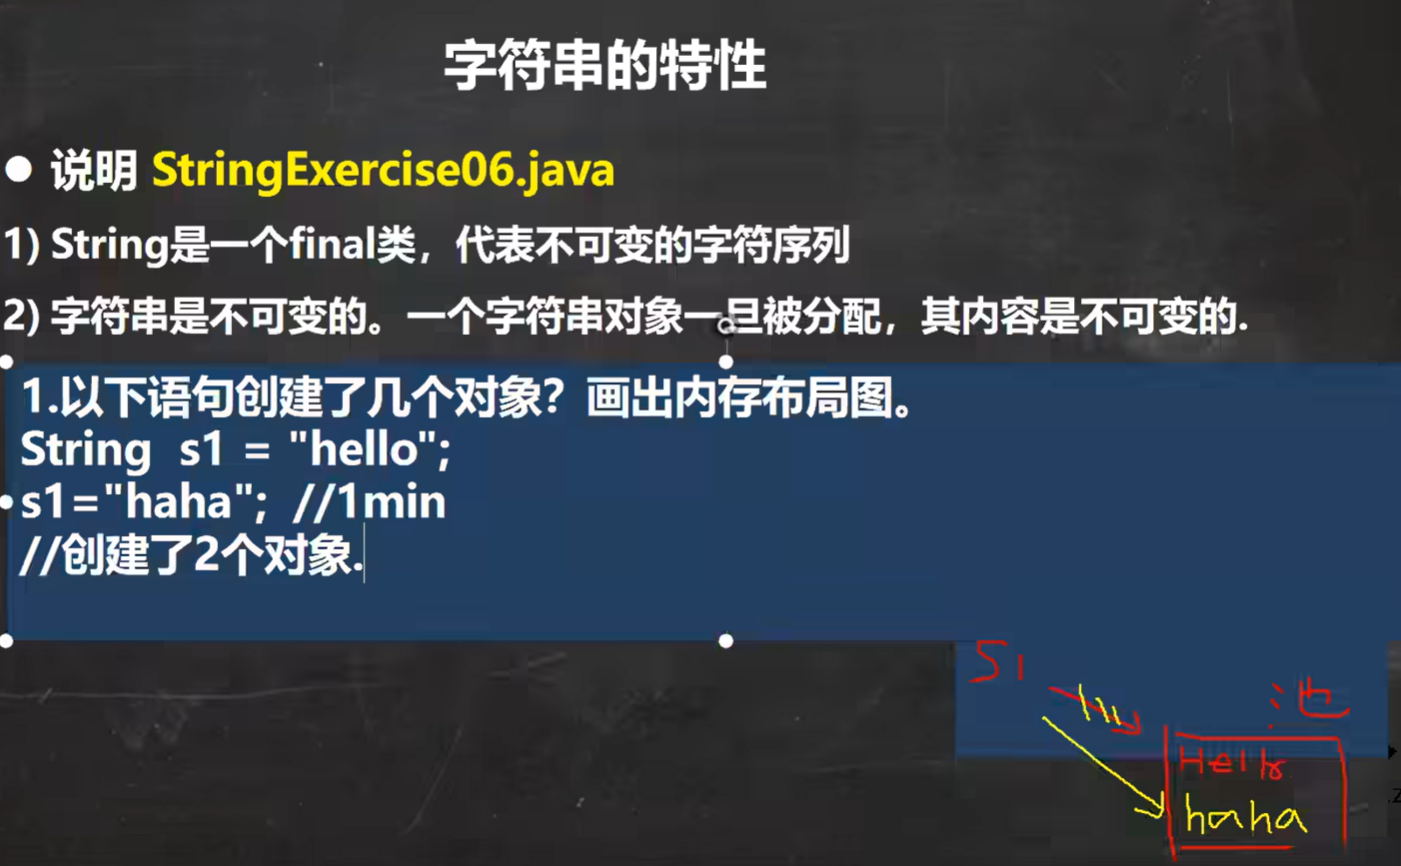 字符串的特性
说明 StringExercise06.java
1) String是一个final类，代表不可变的字符序列
2) 字符串是不可变的。一个字符串对象一旦被分配，其内容是不可变的.
1.以下语句创建了几个对象？画出内存布局图。
String s1 = "hello";
s1="haha"; //1min
//创建了2个对象.
S1
池
Hello
haha